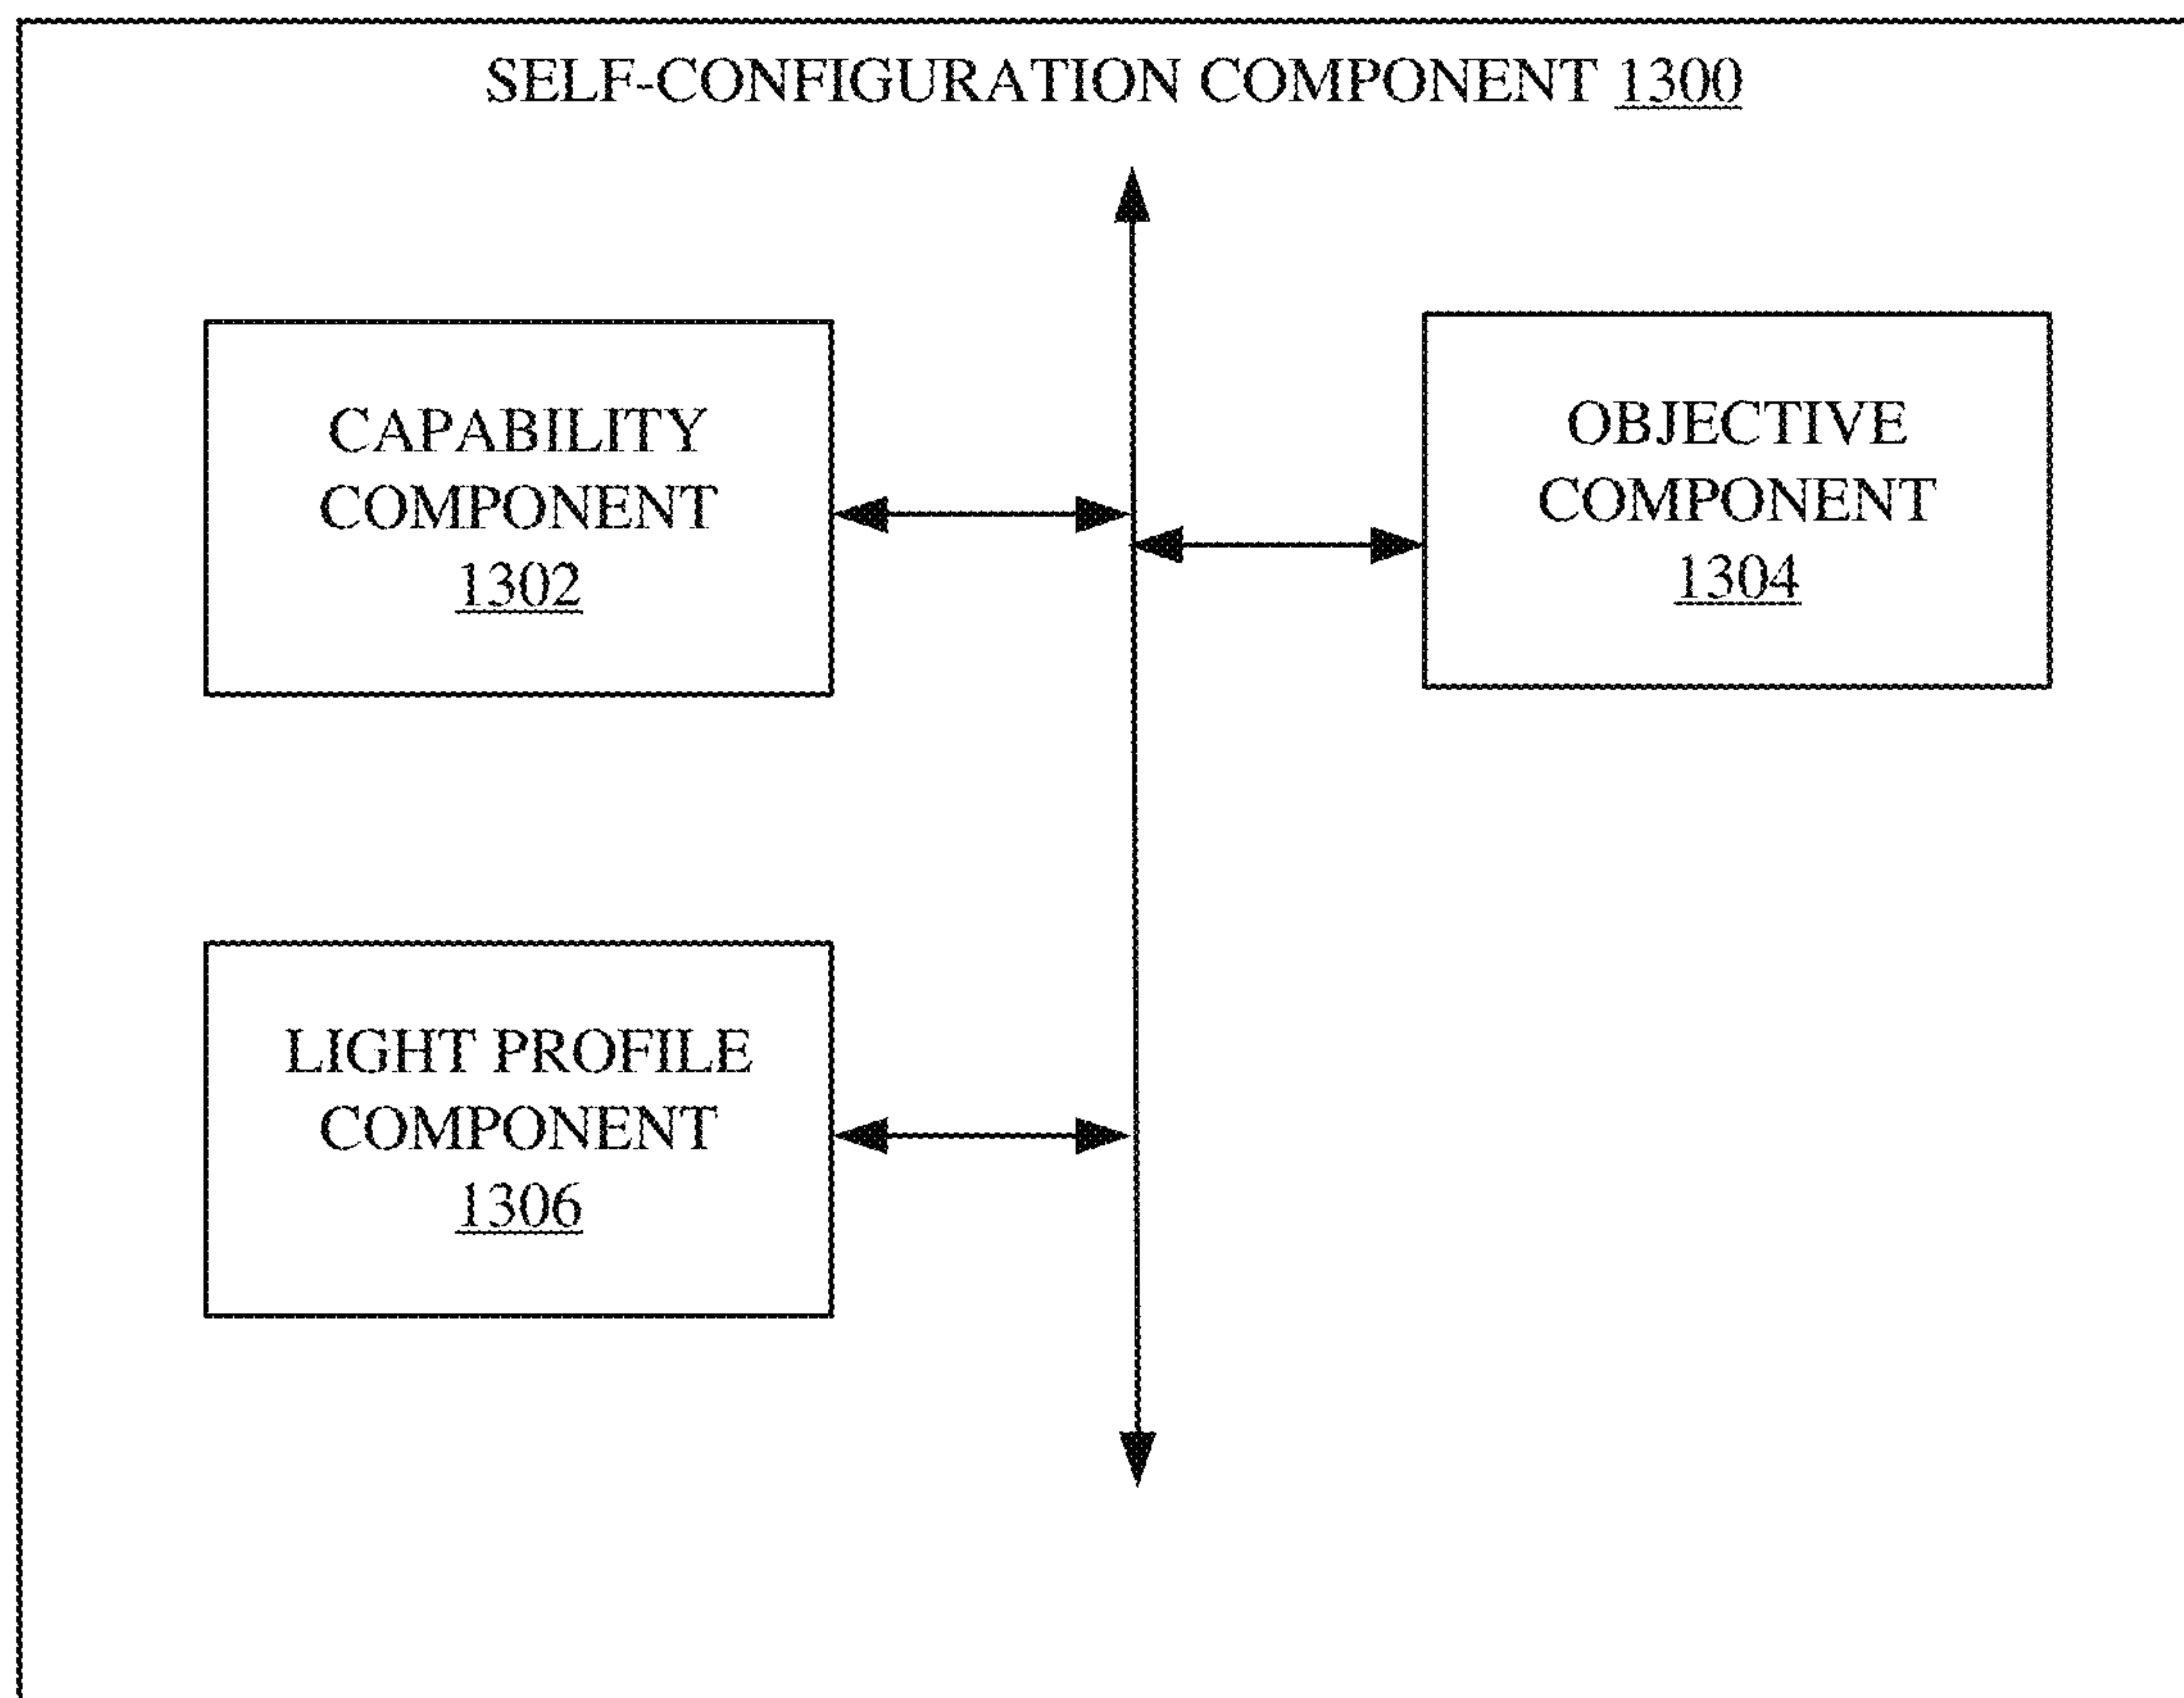 SELF-CONFIGURATION COMPONENT 1300
CAPABILITY
COMPONENT
1302
OBJECTIVE
COMPONENT
1304
LIGHT PROFILE
COMPONENT
1306